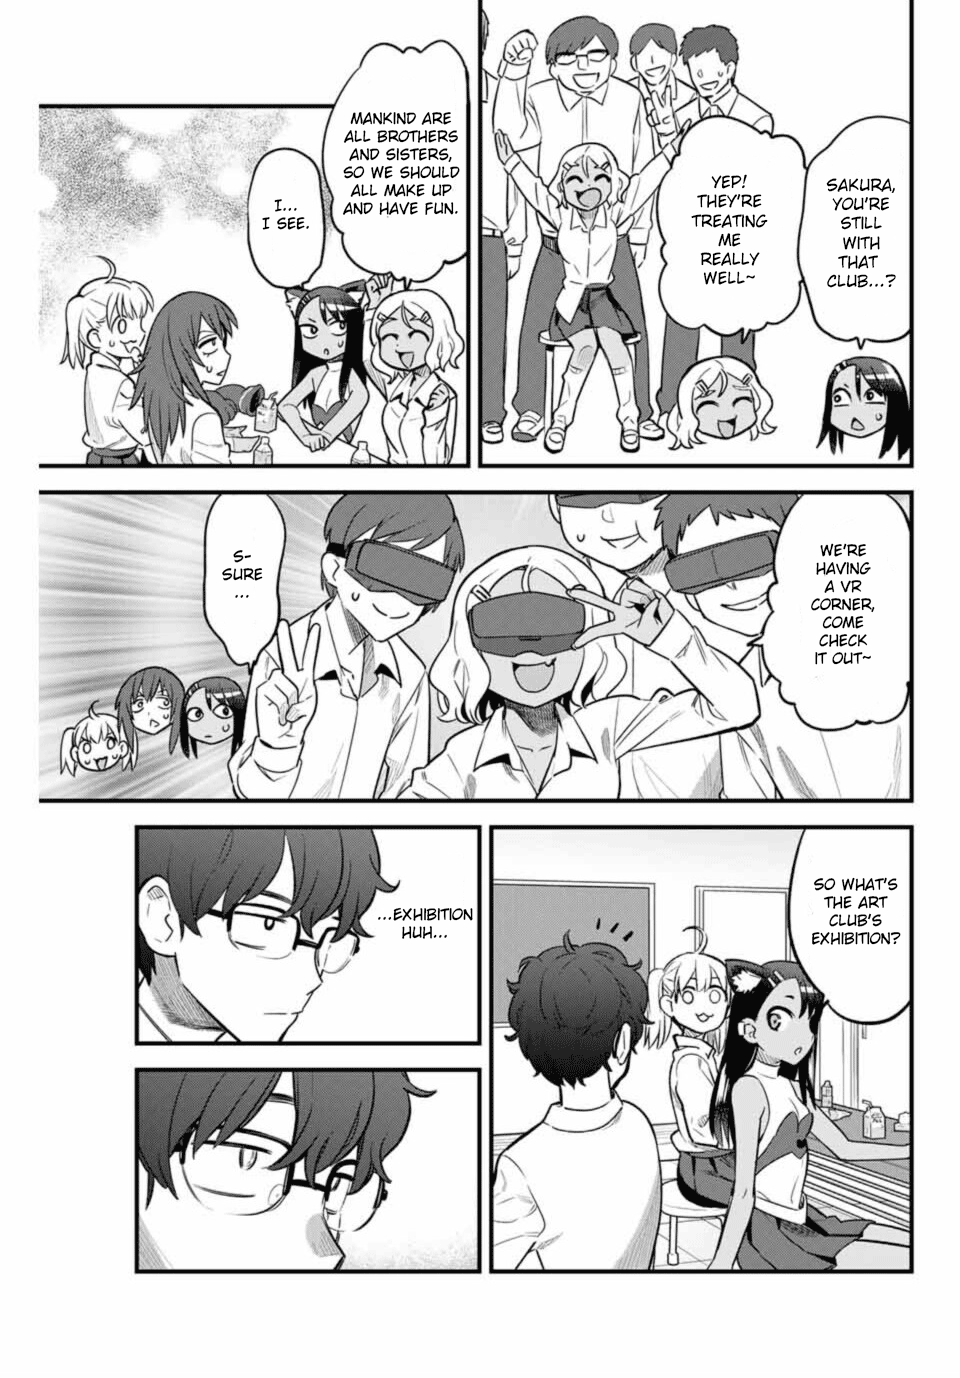 SAKURA,
YOU'RE
STILL
WITH
THAT
CLUB...?
YEP!
THEY'RE
TREATING
ME
REALLY
WELL~
MANKIND ARE
ALL BROTHERS
AND SISTERS,
SO WE SHOULD
ALL MAKE UP
AND HAVE FUN.
I...
I SEE.
WE'RE
HAVING
A VR
CORNER,
COME
CHECK
IT OUT~
S-
SURE
...
SO WHAT'S
THE ART
CLUB'S
EXHIBITION?
...EXHIBITION
HUH...